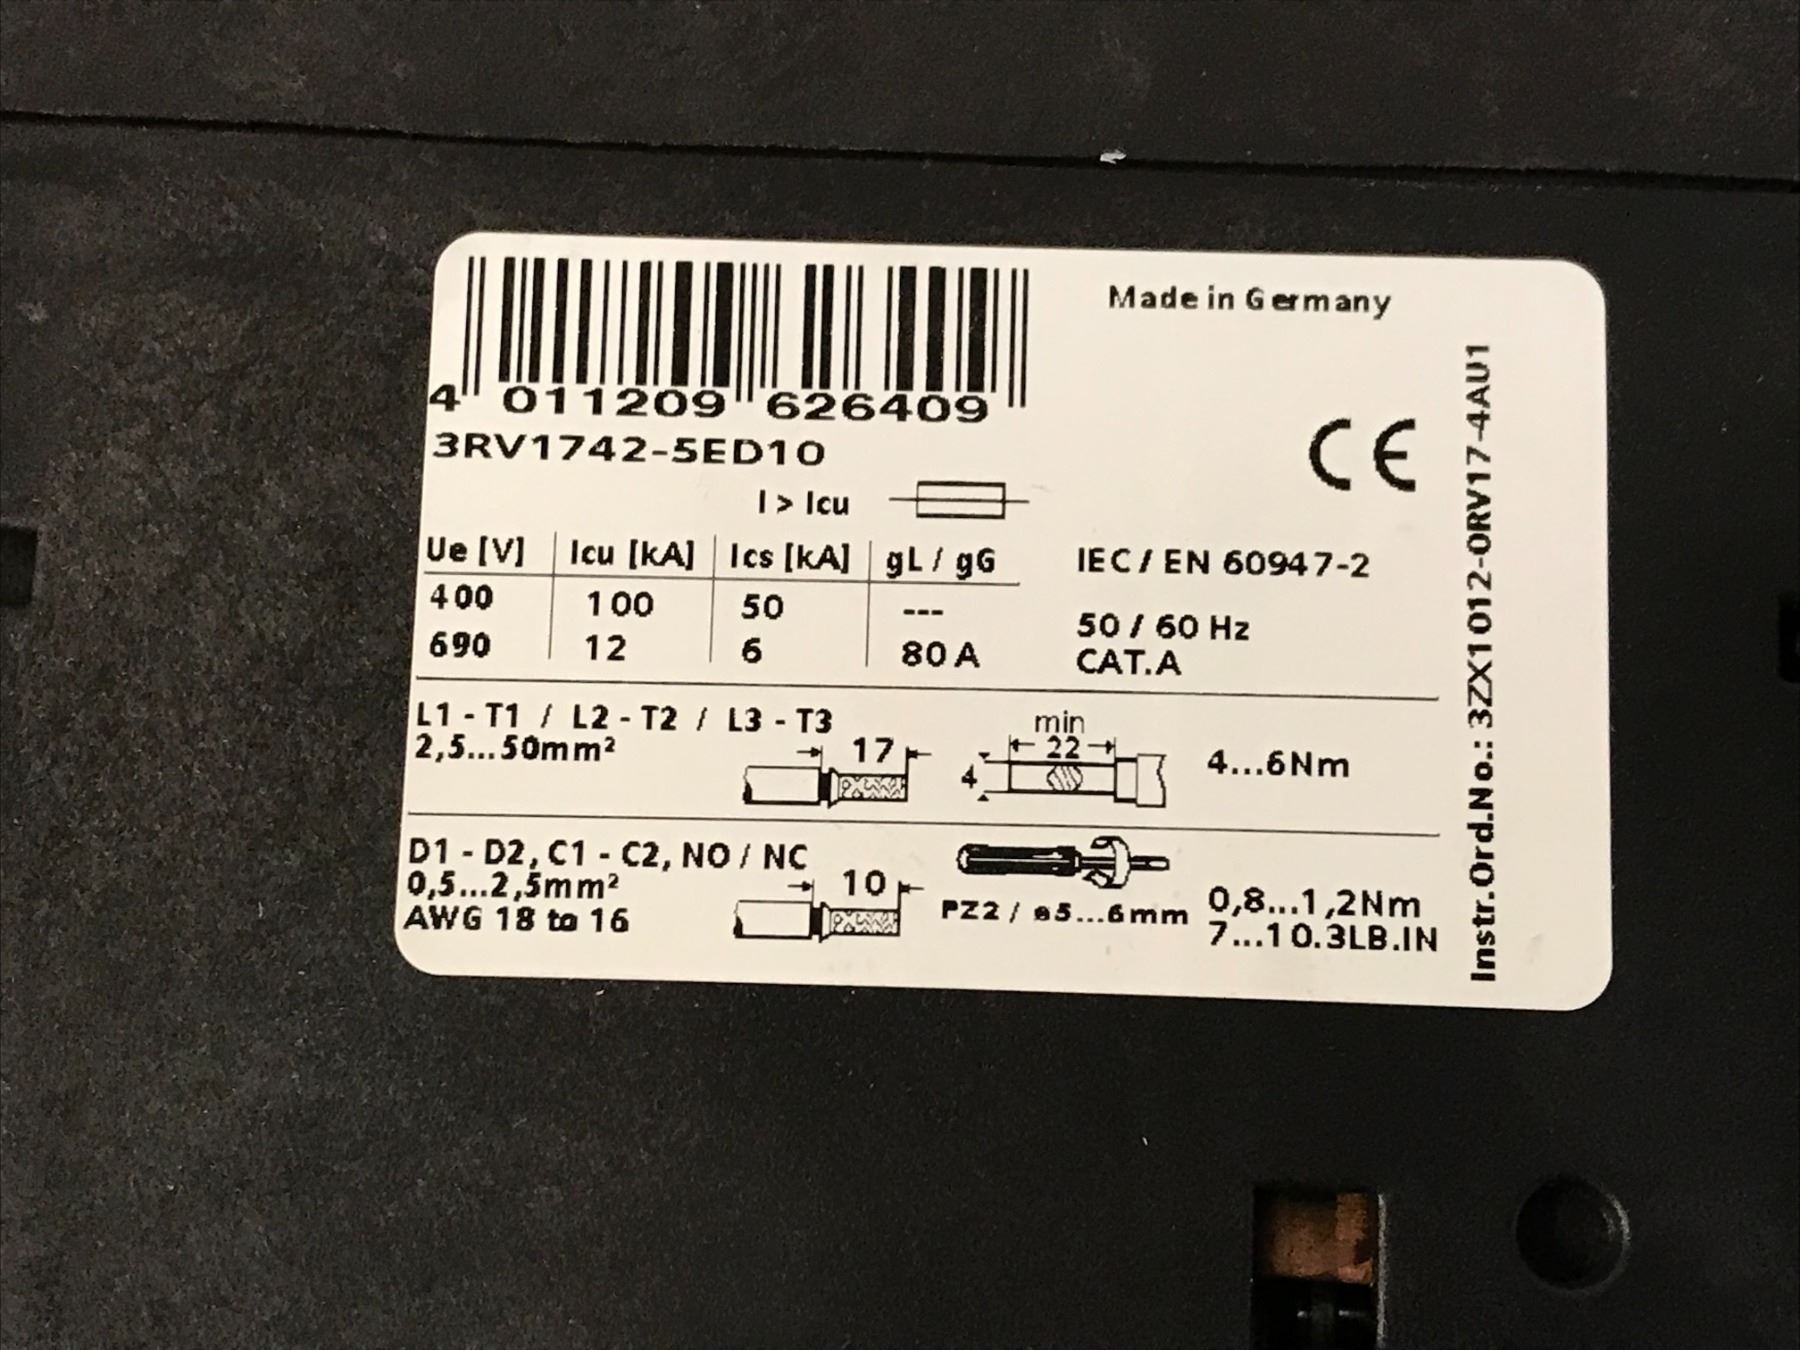 Made in Germany
4 011209 626409
3RV1742-5ED10
CE
I > Icu
Ue [V] Icu [kA] Ics [kA] gL / gG
400 100 50 ---
690 12 6 80 A
IEC / EN 60947-2
50 / 60 Hz
CAT.A
L1 - T1 / L2 - T2 / L3 - T3
2,5...50mm²
17
min
22
4
4...6Nm
D1 - D2, C1 - C2, NO / NC
0,5...2,5mm²
AWG 18 to 16
10
PZ2 / ø5...6mm
0,8...1,2Nm
7...10.3LB.IN
Instr.Ord.No.: 3ZX1012-0RV17-4AU1